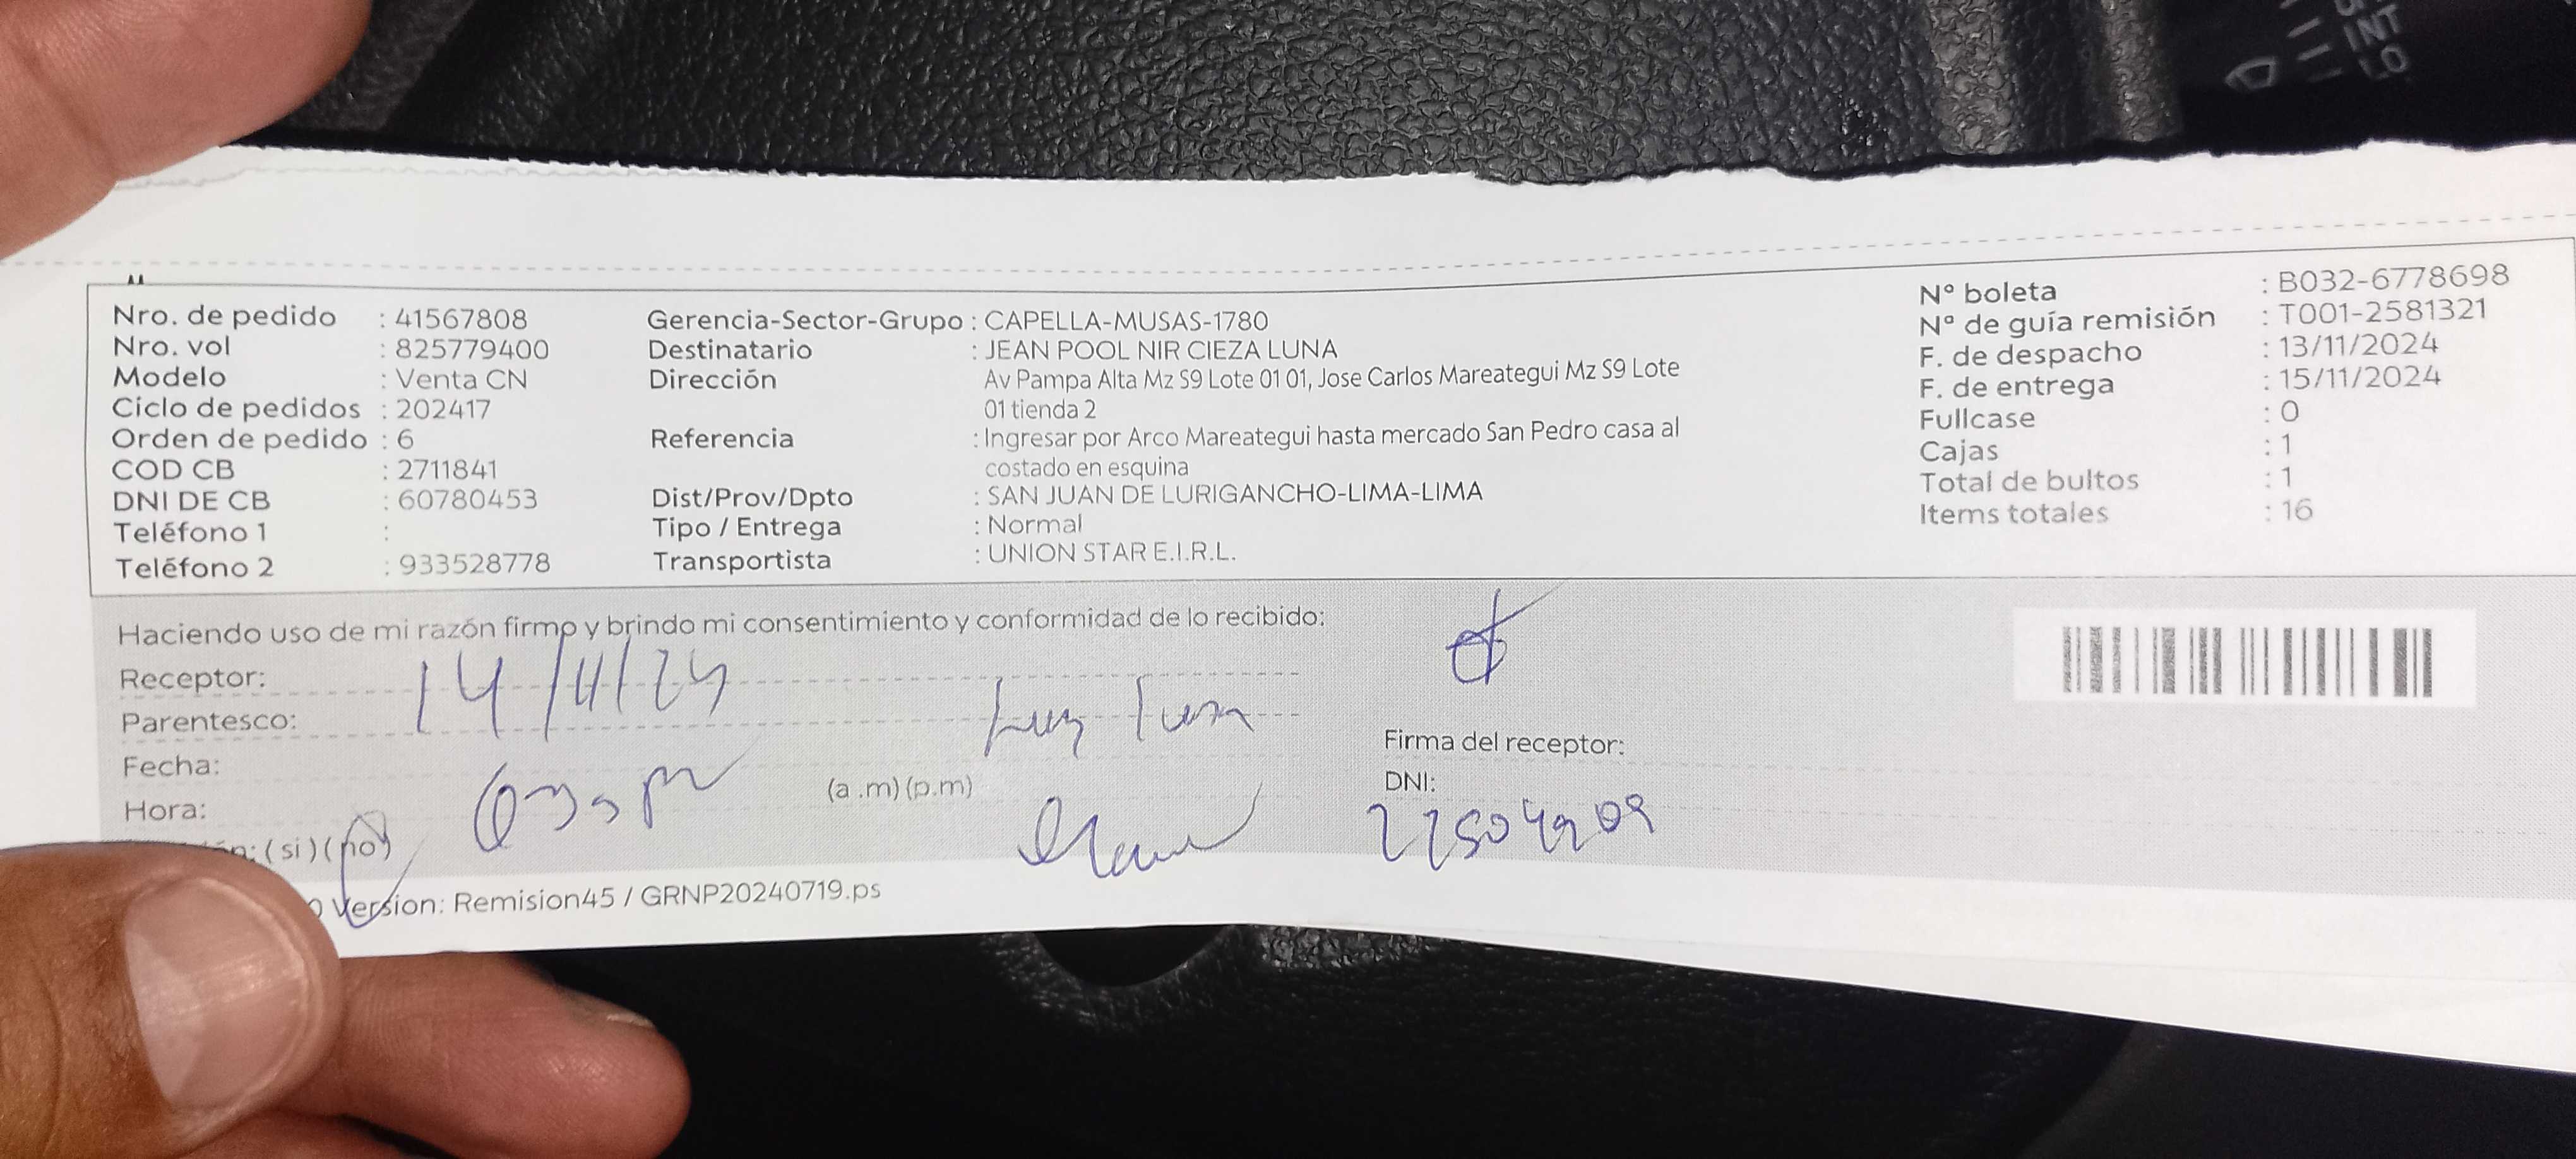 Nro. de pedido : 41567808
Nro. vol : 825779400
Modelo : Venta CN
Ciclo de pedidos : 202417
Orden de pedido : 6
COD CB : 2711841
DNI DE CB : 60780453
Teléfono 1 :
Teléfono 2 : 933528778
Gerencia-Sector-Grupo : CAPELLA-MUSAS-1780
Destinatario : JEAN POOL NIR CIEZA LUNA
Dirección Av Pampa Alta Mz S9 Lote 01 01, Jose Carlos Mareategui Mz S9 Lote
01 tienda 2
Referencia : Ingresar por Arco Mareategui hasta mercado San Pedro casa al
costado en esquina
Dist/Prov/Dpto : SAN JUAN DE LURIGANCHO-LIMA-LIMA
Tipo / Entrega : Normal
Transportista : UNION STAR E.I.R.L.
N° boleta : B032-6778698
N° de guía remisión : T001-2581321
F. de despacho : 13/11/2024
F. de entrega : 15/11/2024
Fullcase : 0
Cajas : 1
Total de bultos : 1
Items totales : 16
Haciendo uso de mi razón firmo y brindo mi consentimiento y conformidad de lo recibido:
Receptor:
14/11/24
Parentesco:
Luz Luna
Fecha:
Hora: (a .m) (p.m)
Firma del receptor:
DNI:
(si) (no)
Version: Remision45 / GRNP20240719.ps